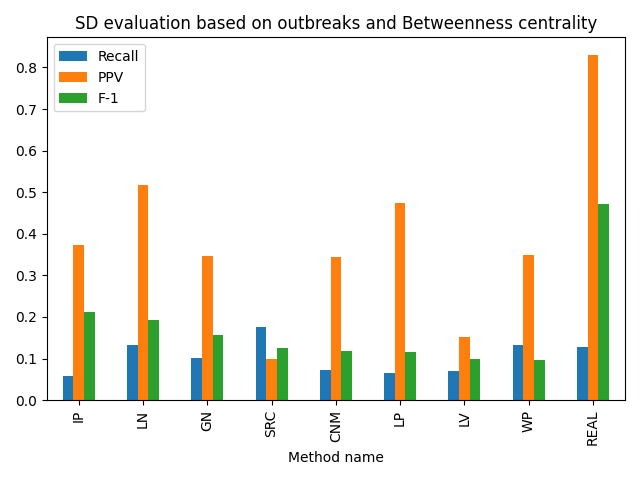 SD evaluation based on outbreaks and Betweenness centrality
Recall
PPV
F-1
0.8
0.7
0.6
0.5
0.4
0.3
0.2
0.1
0.0
IP
LN
GN
SRC
CNM
LP
LV
WP
REAL
Method name